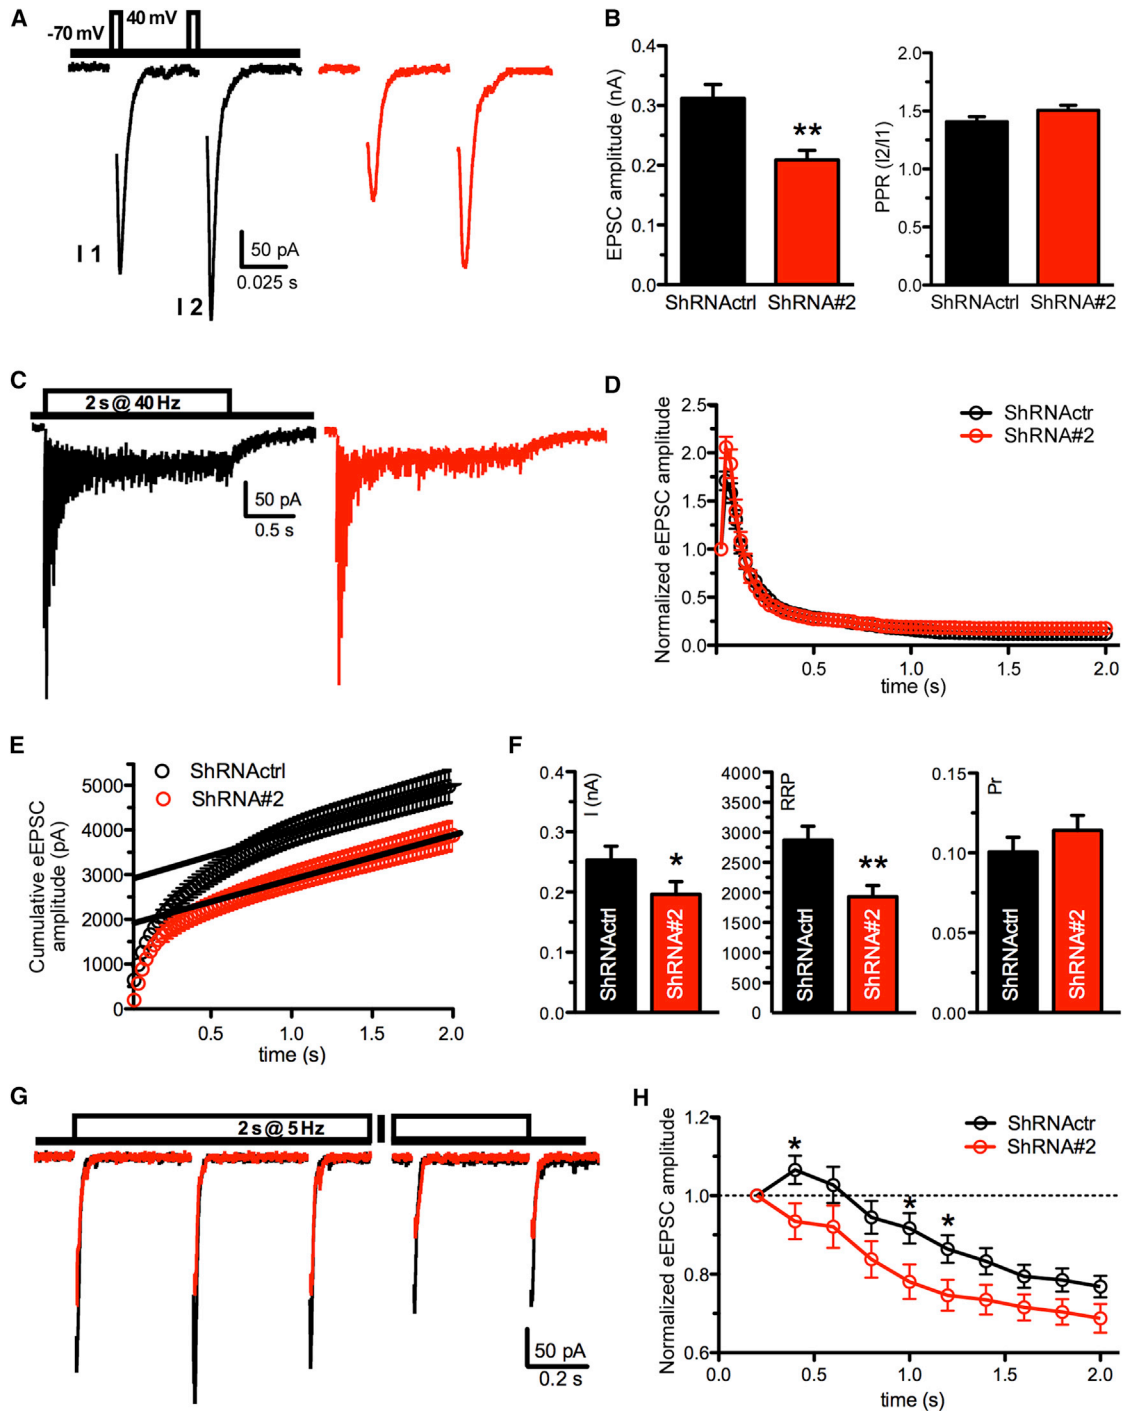 A
-70 mV
40 mV
I 1
I 2
50 pA
0.025 s
B
EPSC amplitude (nA)
0.4
0.3
0.2
0.1
0.0
**
ShRNActrl
ShRNA#2
PPR (I2/I1)
2.0
1.5
1.0
0.5
0.0
ShRNActrl
ShRNA#2
C
2 s @ 40 Hz
50 pA
0.5 s
D
Normalized eEPSC amplitude
2.5
2.0
1.5
1.0
0.5
0.0
ShRNActr
ShRNA#2
0.5
1.0
1.5
2.0
time (s)
E
Cumulative eEPSC
amplitude (pA)
5000
4000
3000
2000
1000
0
ShRNActrl
ShRNA#2
0.5
1.0
1.5
2.0
time (s)
F
I (nA)
0.4
0.3
0.2
0.1
0.0
*
ShRNActrl
ShRNA#2
RRP
4000
3500
3000
2500
2000
1500
1000
500
0
**
ShRNActrl
ShRNA#2
Pr
0.15
0.10
0.05
0.00
ShRNActrl
ShRNA#2
G
2 s @ 5 Hz
50 pA
0.2 s
H
Normalized eEPSC amplitude
1.2
1.0
0.8
0.6
ShRNActr
ShRNA#2
*
*
*
0.0
0.5
1.0
1.5
2.0
time (s)